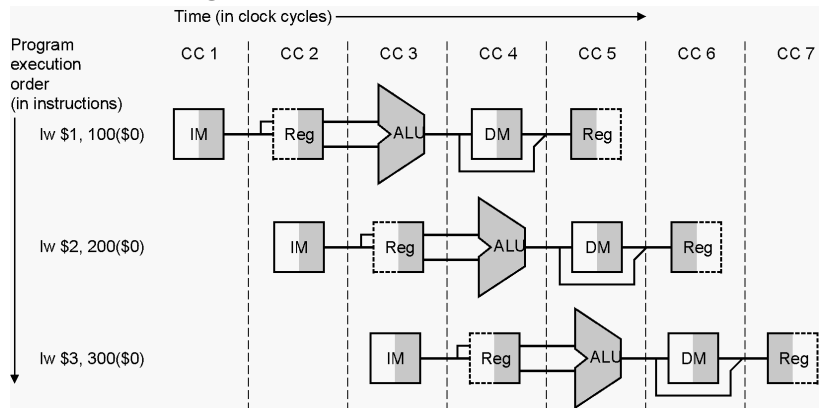 Time (in clock cycles)
Program
execution
order
(in instructions)
CC 1 CC 2 CC 3 CC 4 CC 5 CC 6 CC 7
lw $1, 100($0) IM Reg ALU DM Reg
lw $2, 200($0) IM Reg ALU DM Reg
lw $3, 300($0) IM Reg ALU DM Reg